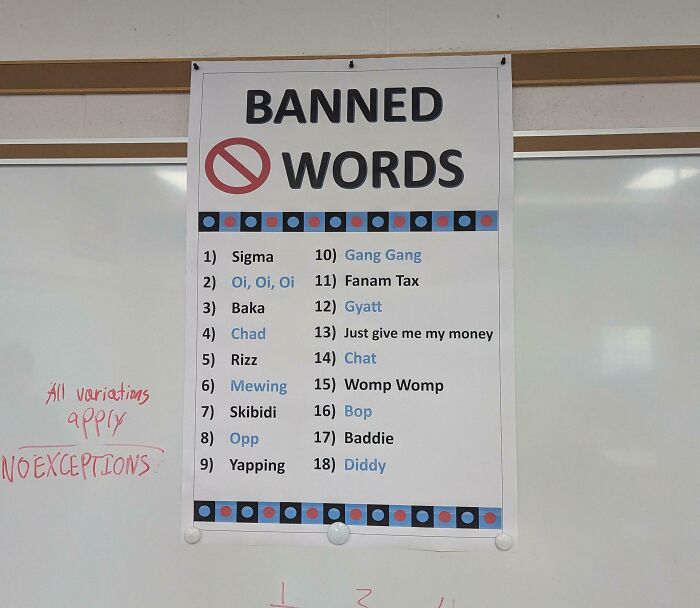 BANNED
WORDS
1) Sigma
2) Oi, Oi, Oi
3) Baka
4) Chad
5) Rizz
6) Mewing
7) Skibidi
8) Opp
9) Yapping
10) Gang Gang
11) Fanam Tax
12) Gyatt
13) Just give me my money
14) Chat
15) Womp Womp
16) Bop
17) Baddie
18) Diddy
All variations
apply
NO EXCEPTIONS